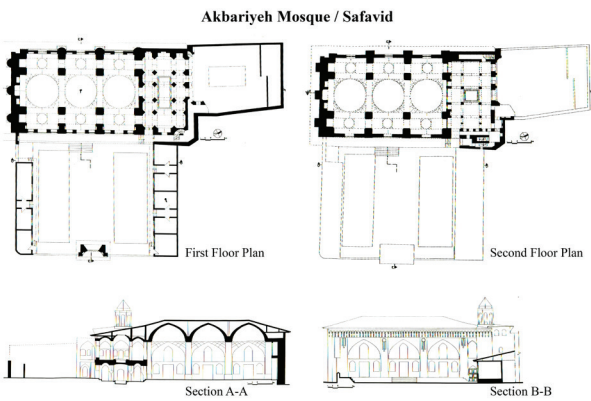 Akbariyeh Mosque / Safavid
First Floor Plan
Second Floor Plan
Section A-A
Section B-B